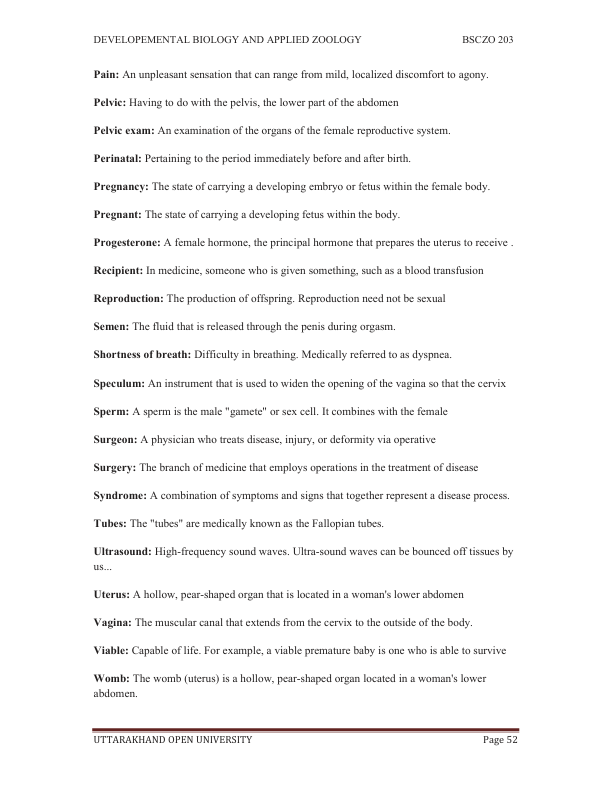 DEVELOPEMENTAL BIOLOGY AND APPLIED ZOOLOGY BSCZO 203
Pain: An unpleasant sensation that can range from mild, localized discomfort to agony.
Pelvic: Having to do with the pelvis, the lower part of the abdomen
Pelvic exam: An examination of the organs of the female reproductive system.
Perinatal: Pertaining to the period immediately before and after birth.
Pregnancy: The state of carrying a developing embryo or fetus within the female body.
Pregnant: The state of carrying a developing fetus within the body.
Progesterone: A female hormone, the principal hormone that prepares the uterus to receive .
Recipient: In medicine, someone who is given something, such as a blood transfusion
Reproduction: The production of offspring. Reproduction need not be sexual
Semen: The fluid that is released through the penis during orgasm.
Shortness of breath: Difficulty in breathing. Medically referred to as dyspnea.
Speculum: An instrument that is used to widen the opening of the vagina so that the cervix
Sperm: A sperm is the male "gamete" or sex cell. It combines with the female
Surgeon: A physician who treats disease, injury, or deformity via operative
Surgery: The branch of medicine that employs operations in the treatment of disease
Syndrome: A combination of symptoms and signs that together represent a disease process.
Tubes: The "tubes" are medically known as the Fallopian tubes.
Ultrasound: High-frequency sound waves. Ultra-sound waves can be bounced off tissues by
us...
Uterus: A hollow, pear-shaped organ that is located in a woman's lower abdomen
Vagina: The muscular canal that extends from the cervix to the outside of the body.
Viable: Capable of life. For example, a viable premature baby is one who is able to survive
Womb: The womb (uterus) is a hollow, pear-shaped organ located in a woman's lower
abdomen.
UTTARAKHAND OPEN UNIVERSITY Page 52